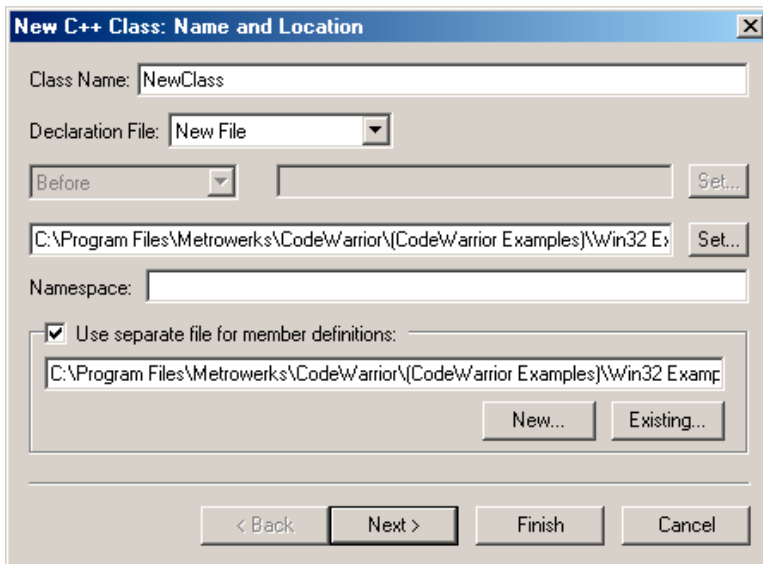 New C++ Class: Name and Location
Class Name: NewClass
Declaration File: New File
Before Set...
C:\Program Files\Metrowerks\CodeWarrior\(CodeWarrior Examples)\Win32 Ex Set...
Namespace:
Use separate file for member definitions:
C:\Program Files\Metrowerks\CodeWarrior\(CodeWarrior Examples)\Win32 Examp
New... Existing...
< Back Next > Finish Cancel